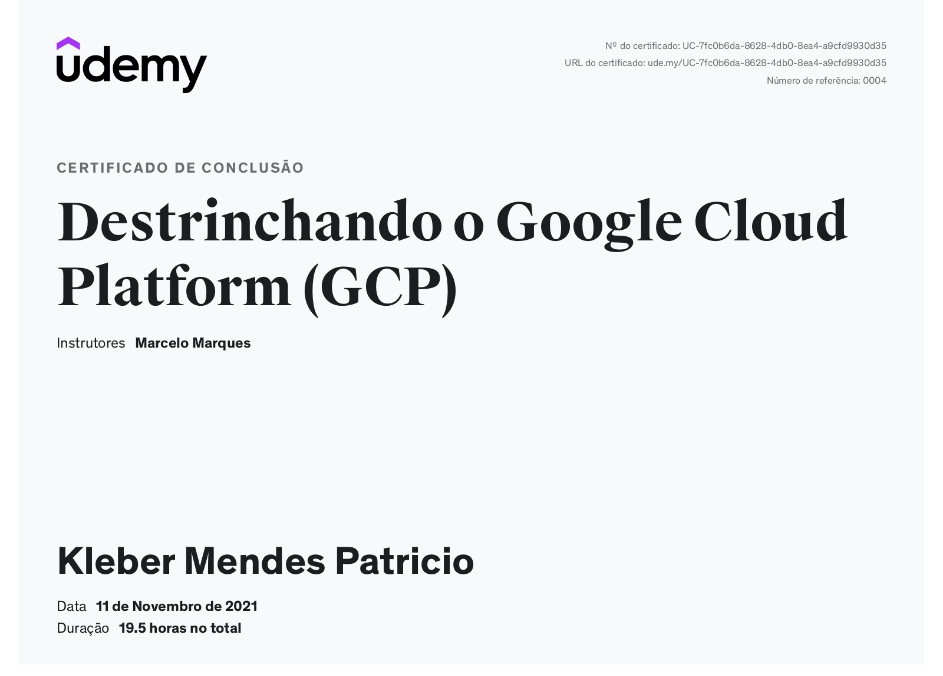 udemy
Nº do certificado: UC-7fc0b6da-8628-4db0-8ea4-a9cfd9930d35
URL do certificado: ude.my/UC-7fc0b6da-8628-4db0-8ea4-a9cfd9930d35
Número de referência: 0004
CERTIFICADO DE CONCLUSÃO
Destrinchando o Google Cloud
Platform (GCP)
Instrutores Marcelo Marques
Kleber Mendes Patricio
Data 11 de Novembro de 2021
Duração 19.5 horas no total